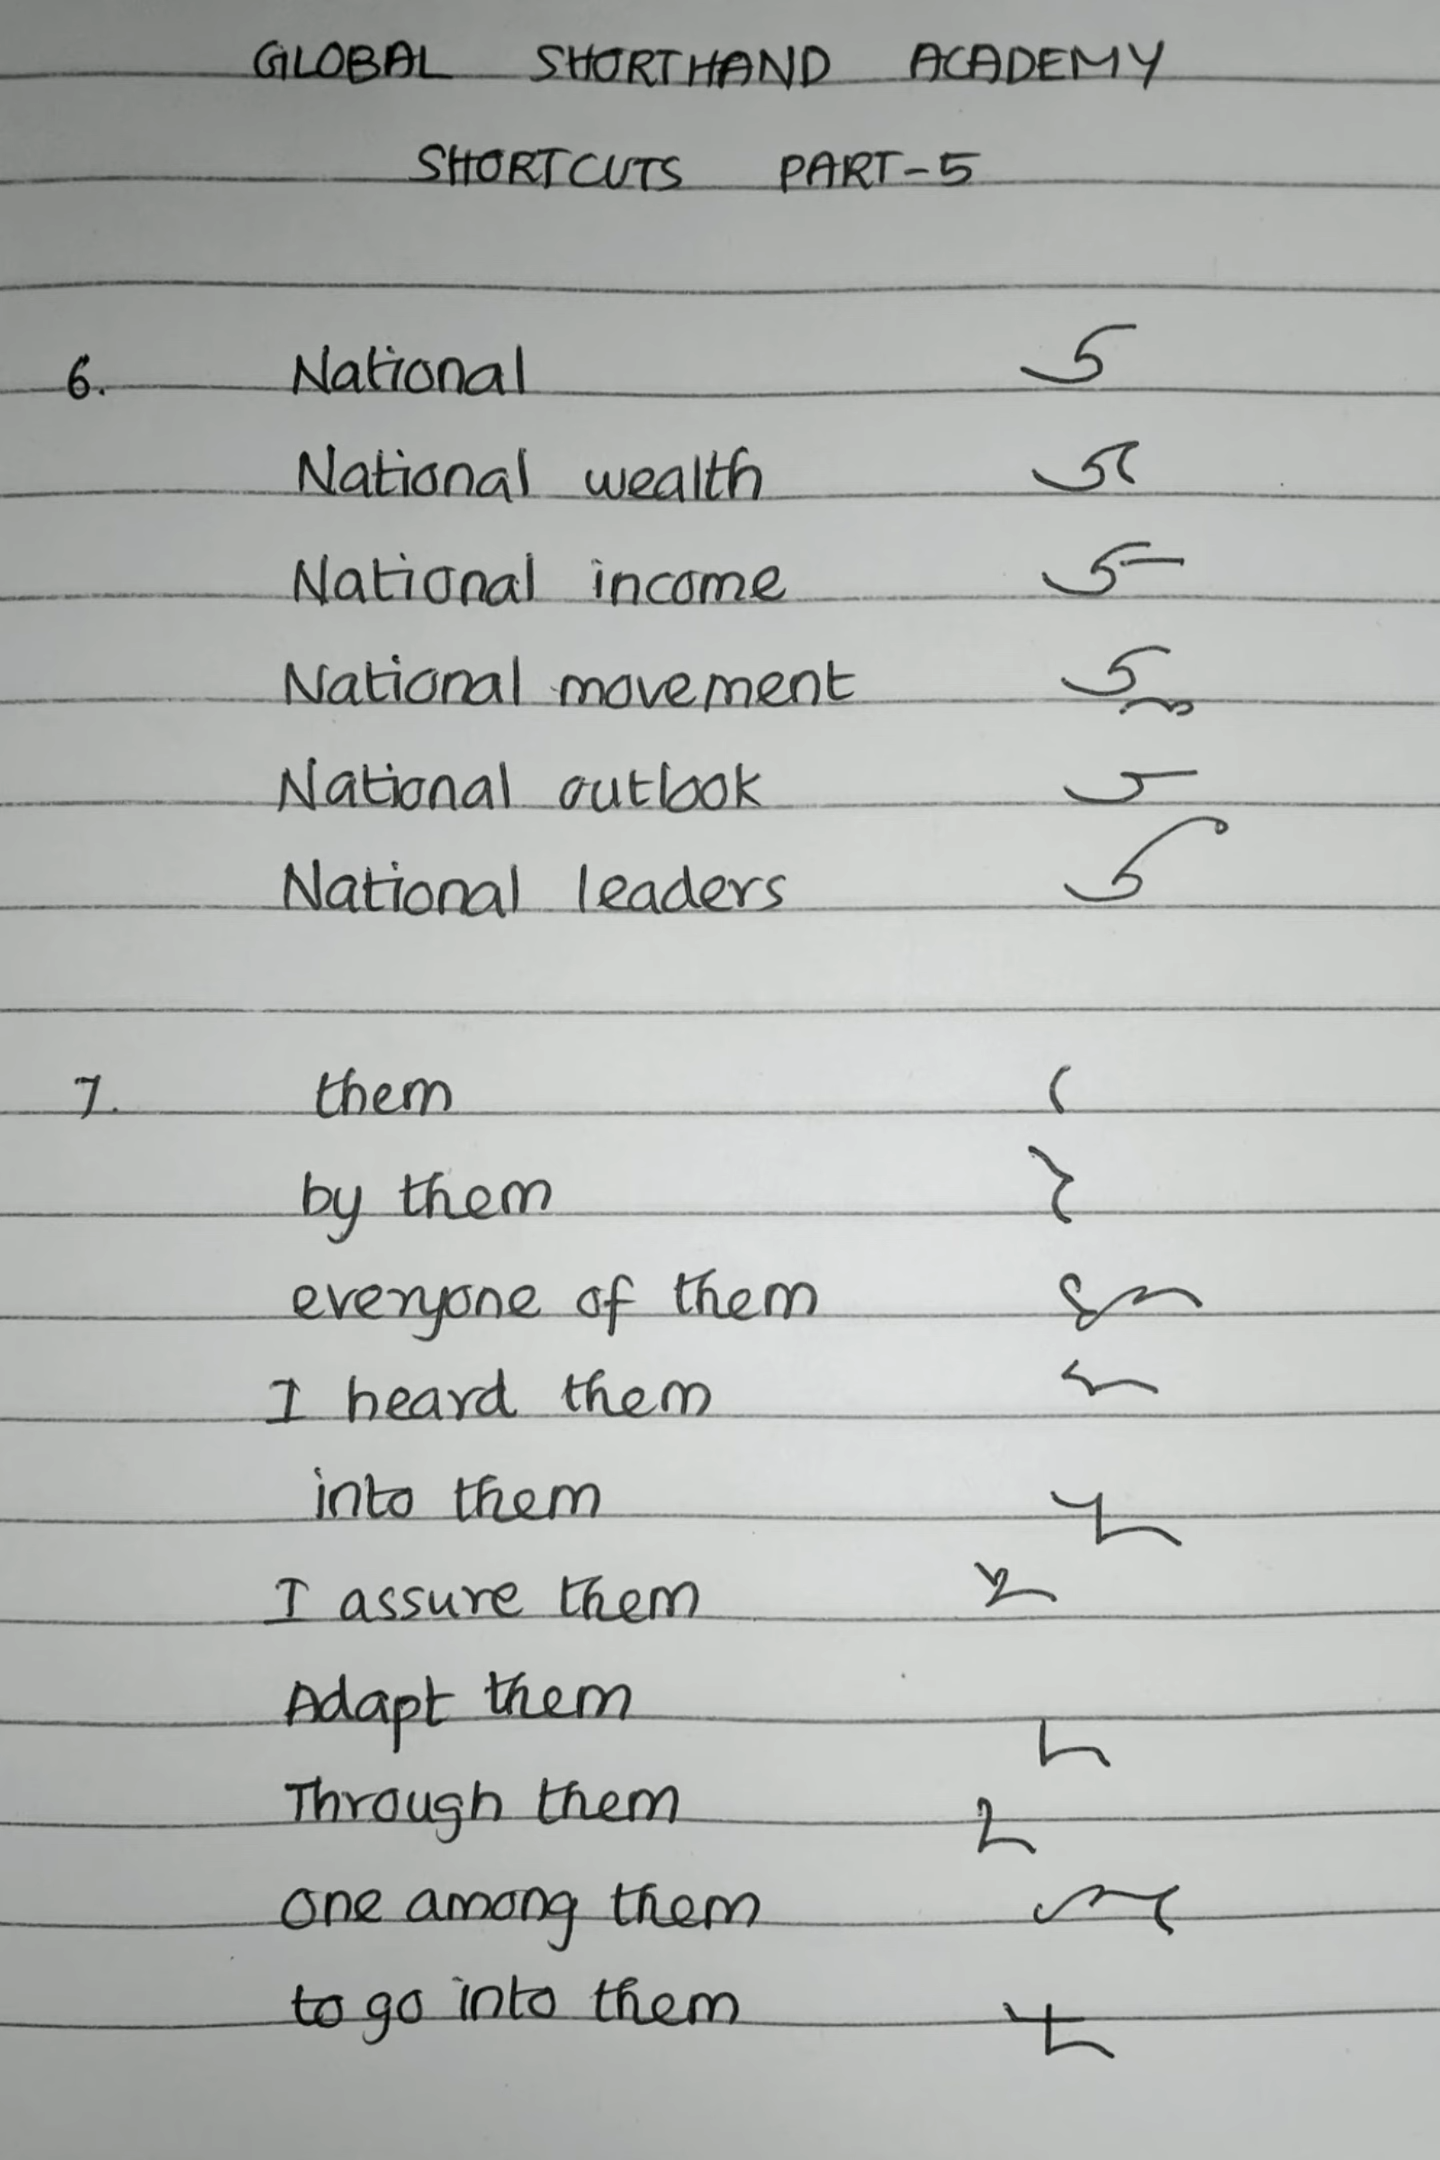 GLOBAL SHORTHAND ACADEMY
SHORTCUTS PART-5
6. National
National wealth
National income
National movement
National outlook
National leaders
7. them
by them
everyone of them
I heard them
into them
I assure them
Adapt them
Through them
one among them
to go into them